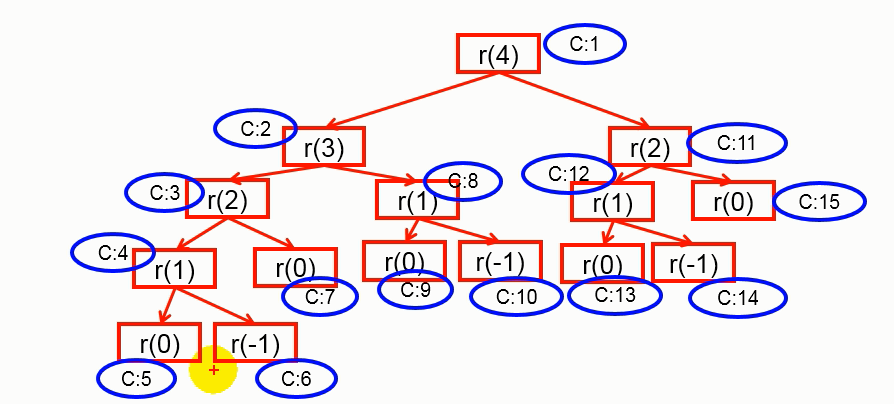 r(4) C:1
C:2 r(3) r(2) C:11
C:3 r(2) r(1) C:8 C:12 r(1) r(0) C:15
C:4 r(1) r(0) C:7 r(0) C:9 r(-1) C:10 r(0) C:13 r(-1) C:14
r(0) C:5 r(-1) C:6